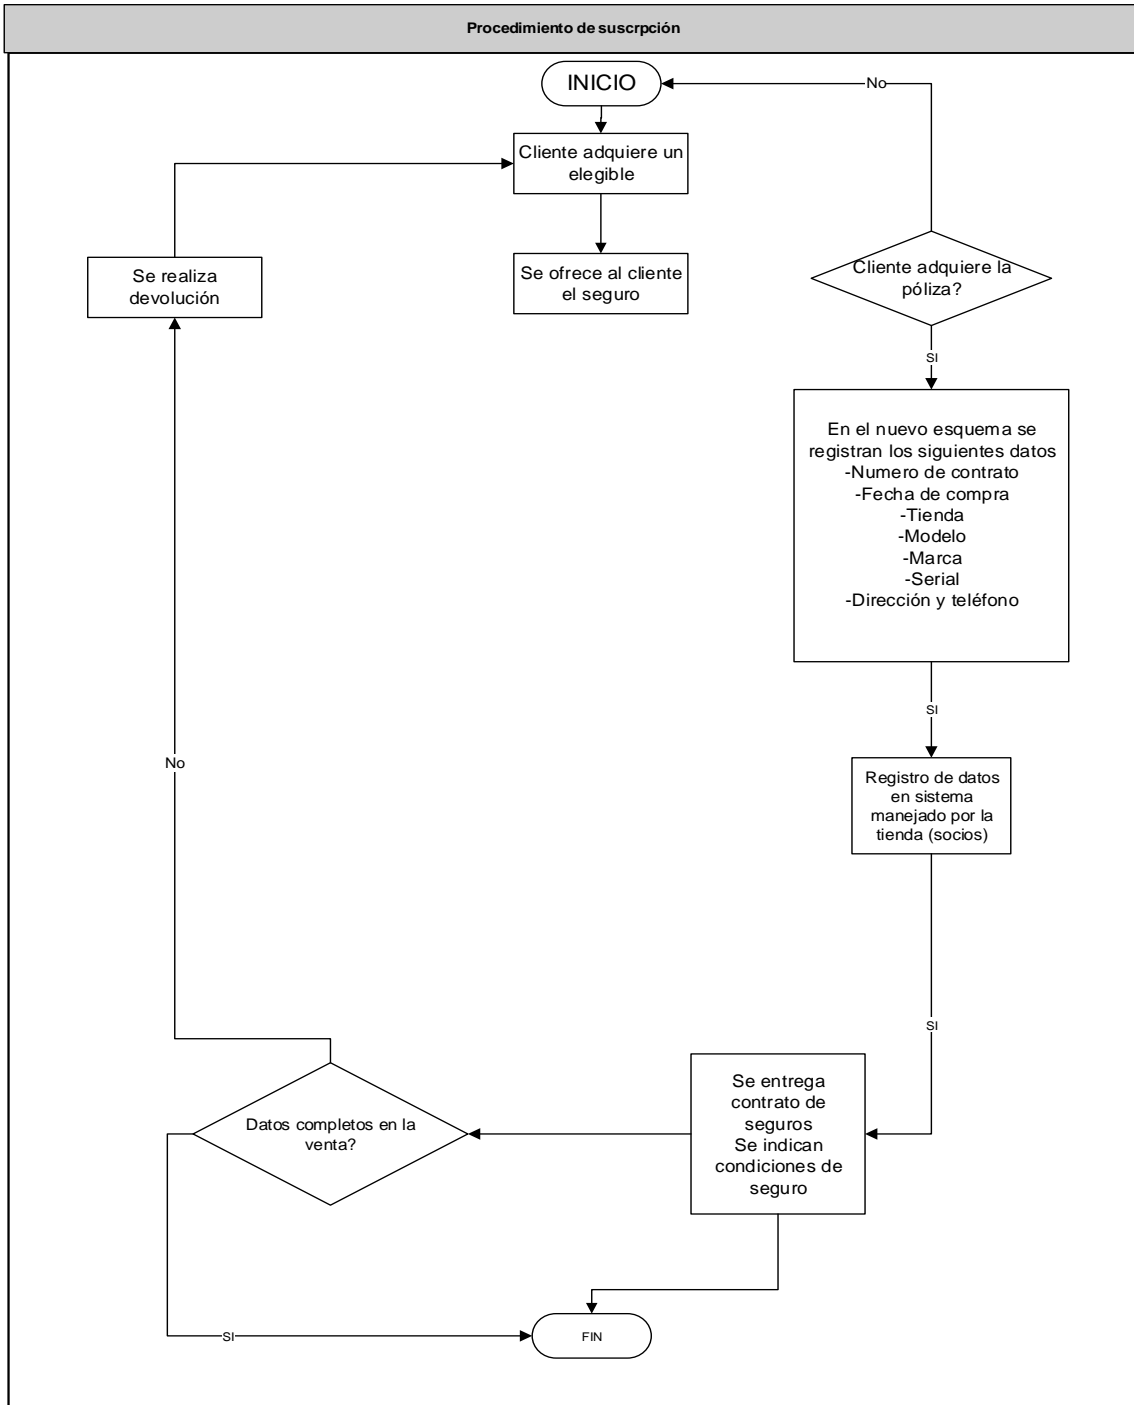 Procedimiento de suscrpción
INICIO
No
Cliente adquiere un
elegible
Se realiza
devolución
Se ofrece al cliente
el seguro
Cliente adquiere la
póliza?
SI
En el nuevo esquema se
registran los siguientes datos
-Numero de contrato
-Fecha de compra
-Tienda
-Modelo
-Marca
-Serial
-Dirección y teléfono
SI
No
Registro de datos
en sistema
manejado por la
tienda (socios)
SI
Se entrega
contrato de
seguros
Se indican
condiciones de
seguro
Datos completos en la
venta?
SI
FIN